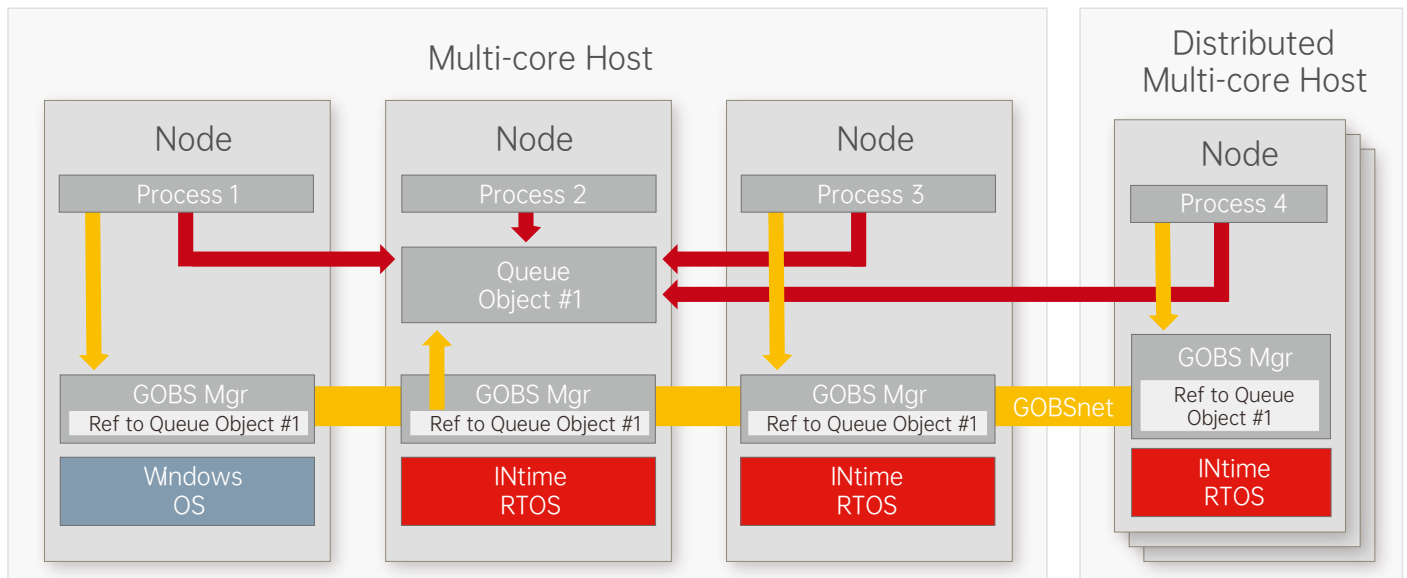 Multi-core Host
Distributed
Multi-core Host
Node
Process 1
GOBS Mgr
Ref to Queue Object #1
Windows
OS
Node
Process 2
Queue
Object #1
GOBS Mgr
Ref to Queue Object #1
INtime
RTOS
Node
Process 3
GOBS Mgr
Ref to Queue Object #1
INtime
RTOS
GOBSnet
Node
Process 4
GOBS Mgr
Ref to Queue
Object #1
INtime
RTOS